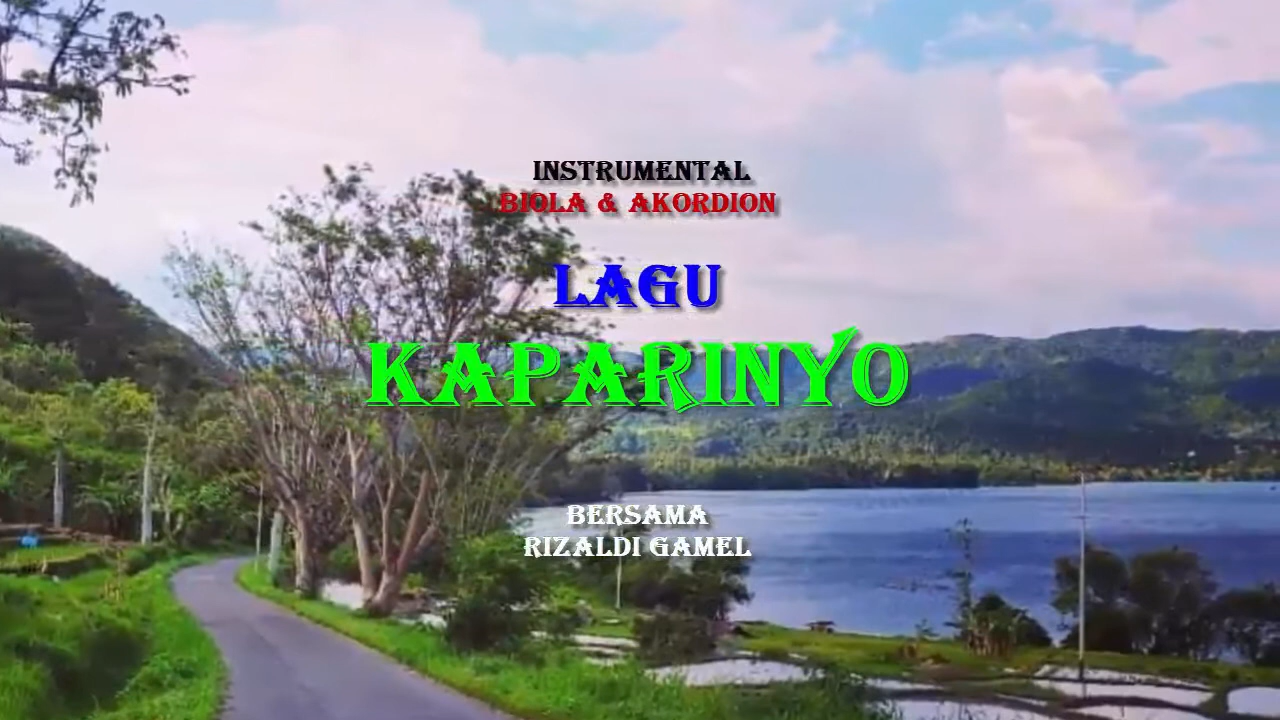 INSTRUMENTAL
BIOLA & AKORDION
LAGU
KAPARINYO
BERSAMA
RIZALDI GAMEL